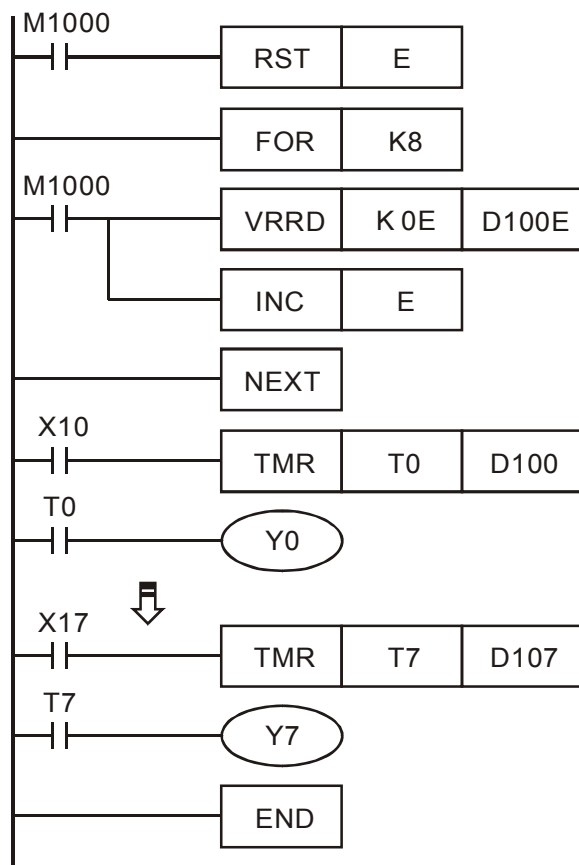 M1000
RST E
FOR K8
M1000
VRRD K 0E D100E
INC E
NEXT
X10
TMR T0 D100
T0
Y0
X17
TMR T7 D107
T7
Y7
END